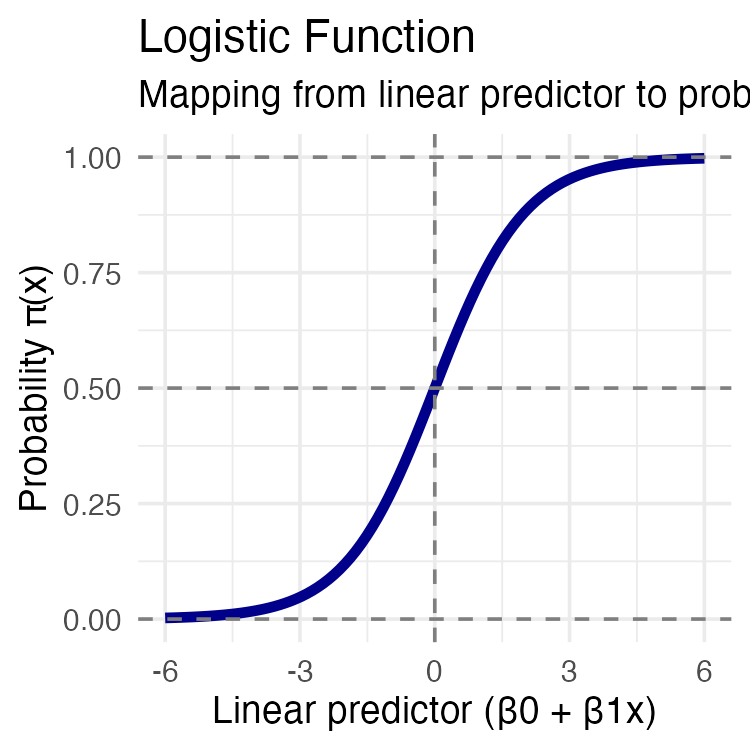 Logistic Function
Mapping from linear predictor to prob
1.00
0.75
0.50
0.25
0.00
Probability π(x)
-6 -3 0 3 6
Linear predictor (β0 + β1x)